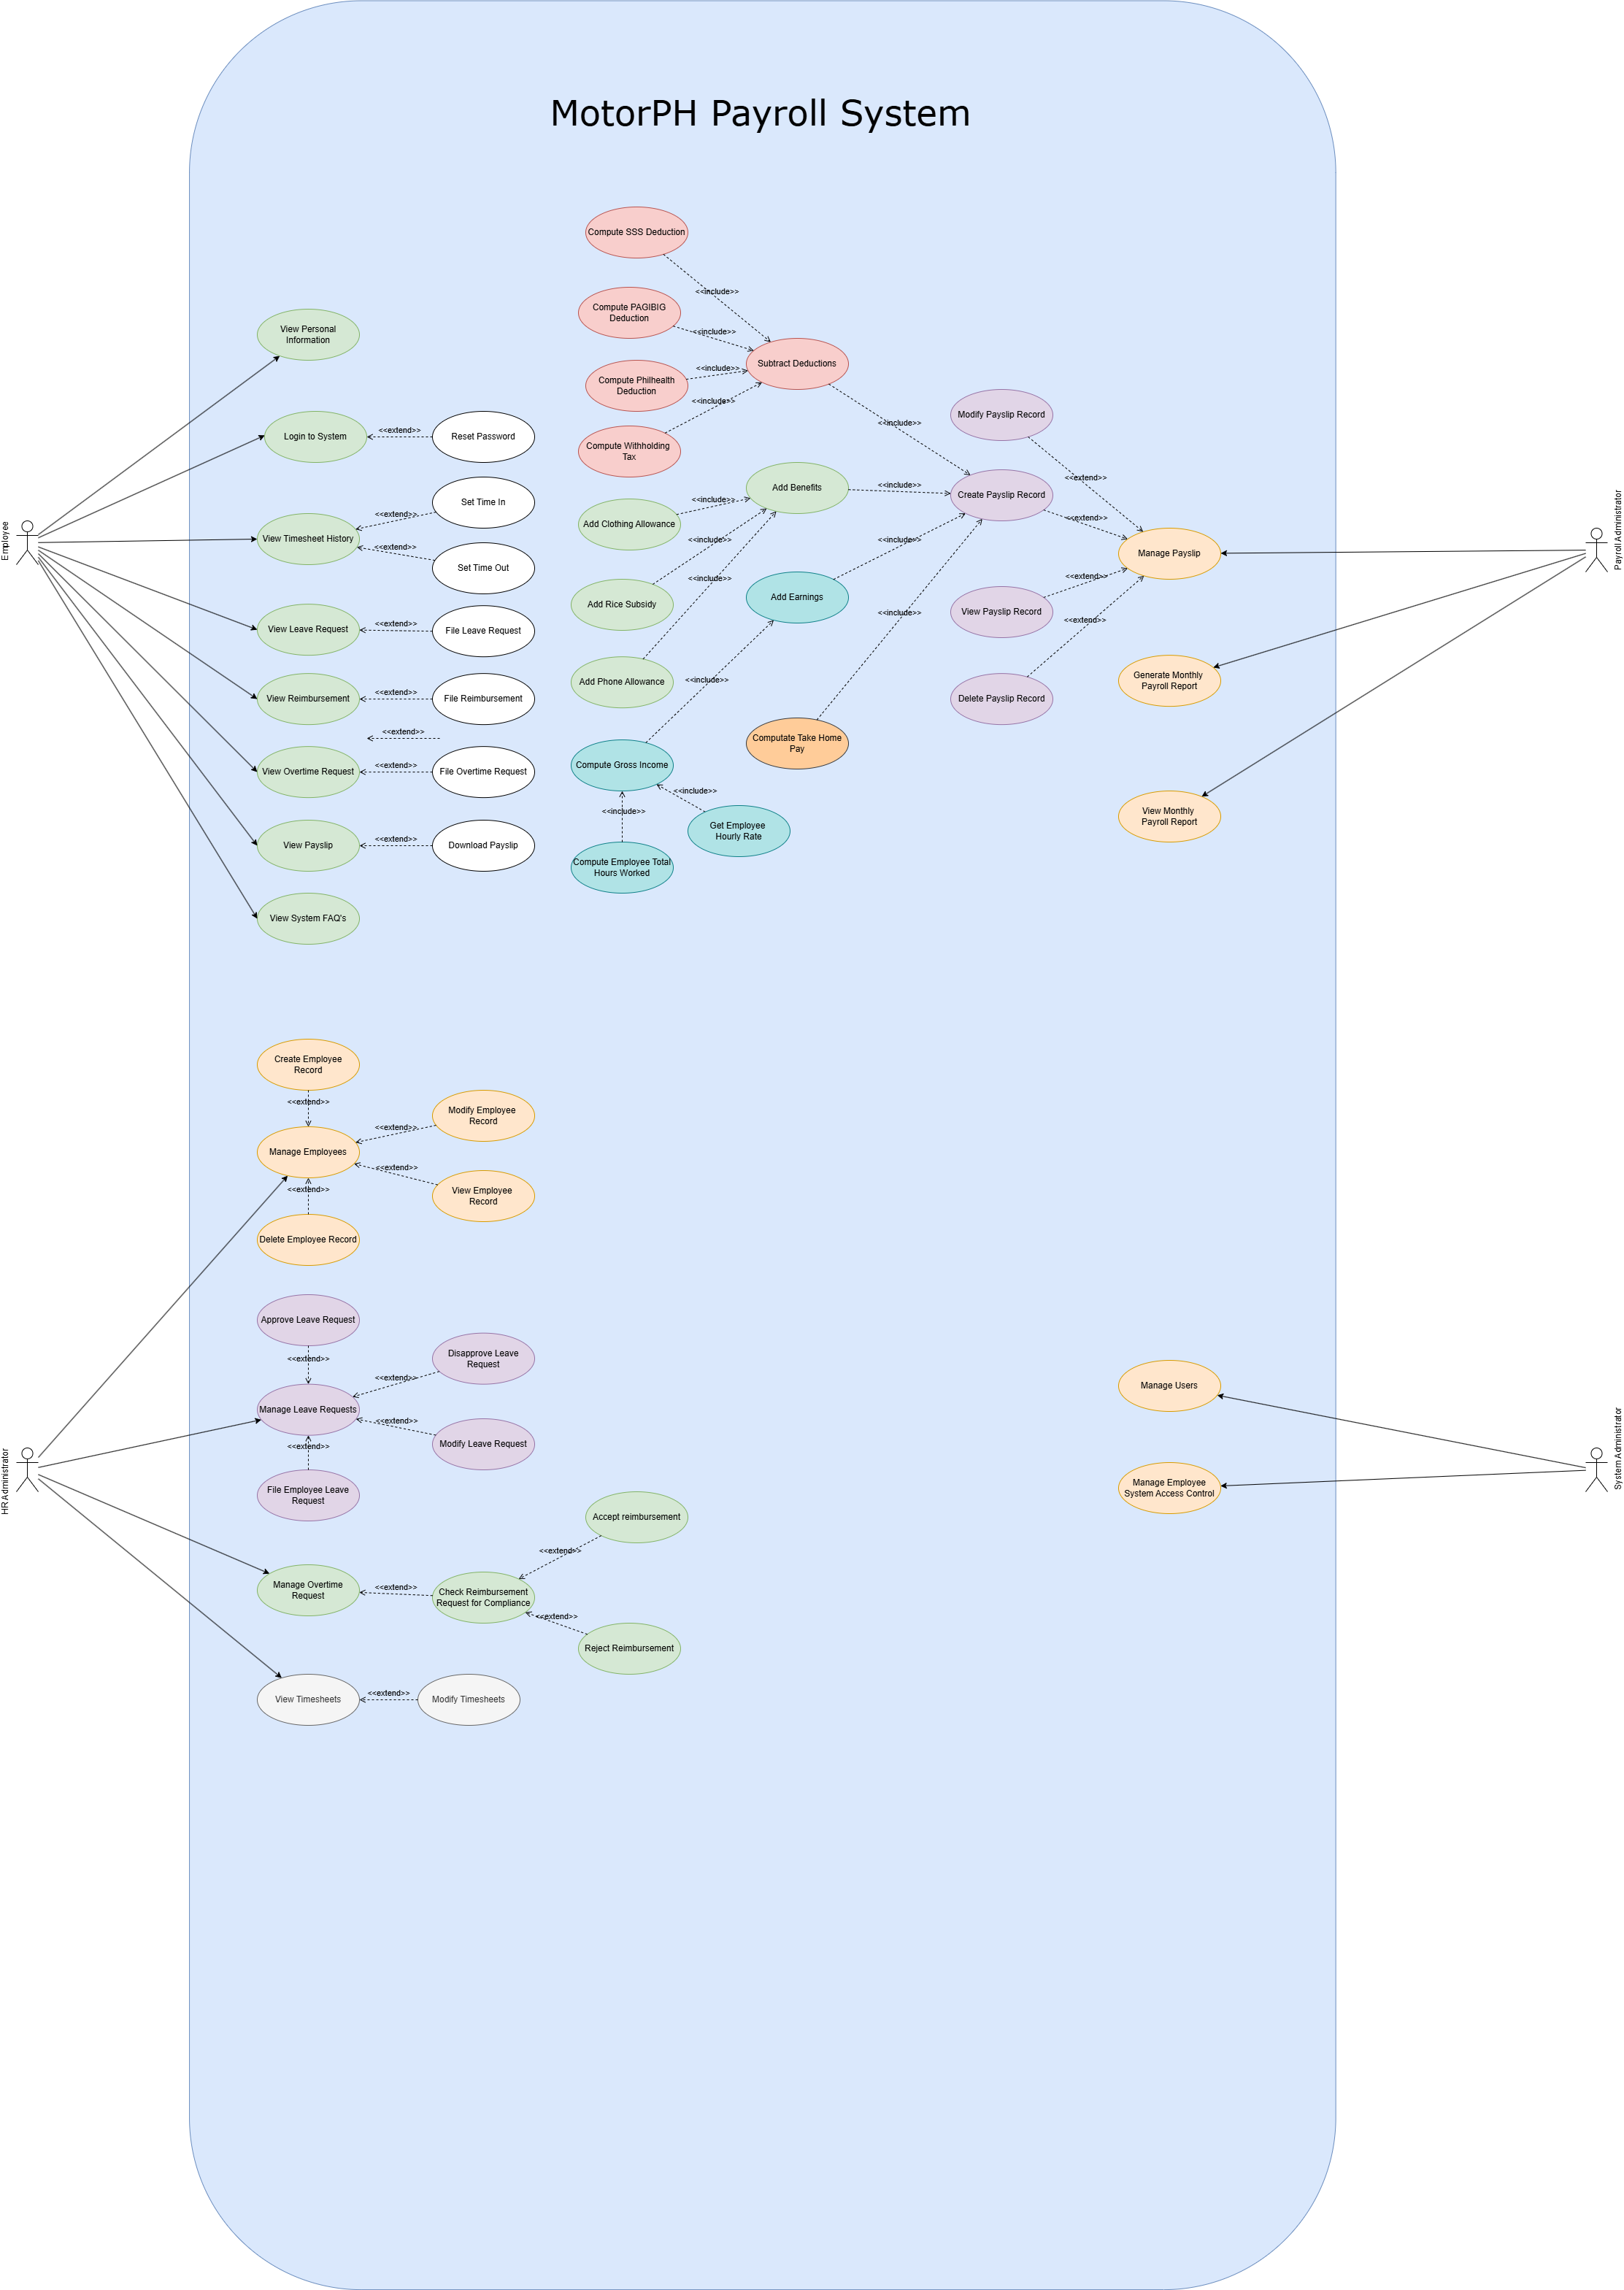 MotorPH Payroll System
Compute SSS Deduction
<<include>>
Compute PAGIBIG
Deduction
<<include>>
Compute Philhealth
Deduction
<<include>>
Compute Withholding
Tax
<<include>>
Subtract Deductions
<<include>>
View Personal
Information
Login to System
<<extend>>
Reset Password
Employee
View Timesheet History
<<extend>>
Set Time In
<<extend>>
Set Time Out
View Leave Request
<<extend>>
File Leave Request
View Reimbursement
<<extend>>
File Reimbursement
<<extend>>
View Overtime Request
<<extend>>
File Overtime Request
View Payslip
<<extend>>
Download Payslip
View System FAQ's
Add Benefits
<<include>>
Add Clothing Allowance
<<include>>
Add Rice Subsidy
<<include>>
Add Phone Allowance
<<include>>
Add Earnings
<<include>>
<<include>>
Compute Gross Income
<<include>>
Compute Employee Total
Hours Worked
<<include>>
Get Employee
Hourly Rate
Computate Take Home
Pay
<<include>>
Modify Payslip Record
<<extend>>
Create Payslip Record
<<extend>>
View Payslip Record
<<extend>>
Delete Payslip Record
<<extend>>
Manage Payslip
Generate Monthly
Payroll Report
View Monthly
Payroll Report
Payroll Administrator
Create Employee
Record
<<extend>>
Manage Employees
<<extend>>
Modify Employee
Record
<<extend>>
View Employee
Record
<<extend>>
Delete Employee Record
Approve Leave Request
<<extend>>
Manage Leave Requests
<<extend>>
Disapprove Leave
Request
<<extend>>
Modify Leave Request
<<extend>>
File Employee Leave
Request
HR Administrator
Manage Overtime
Request
<<extend>>
Check Reimbursement
Request for Compliance
<<extend>>
Accept reimbursement
<<extend>>
Reject Reimbursement
View Timesheets
<<extend>>
Modify Timesheets
Manage Users
Manage Employee
System Access Control
System Administrator